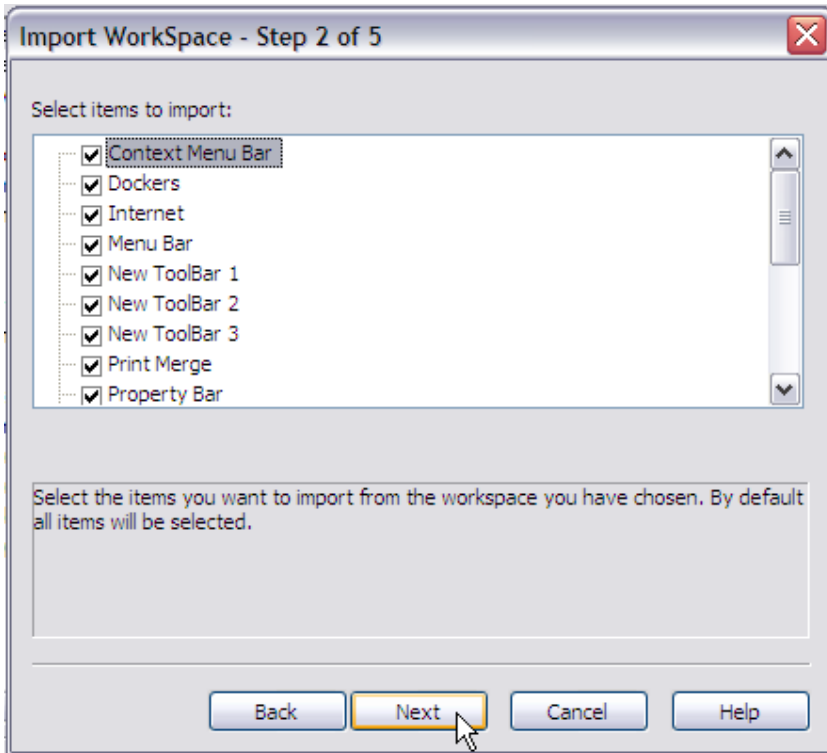 Import WorkSpace - Step 2 of 5
Select items to import:
Context Menu Bar
Dockers
Internet
Menu Bar
New ToolBar 1
New ToolBar 2
New ToolBar 3
Print Merge
Property Bar
Select the items you want to import from the workspace you have chosen. By default
all items will be selected.
Back Next Cancel Help